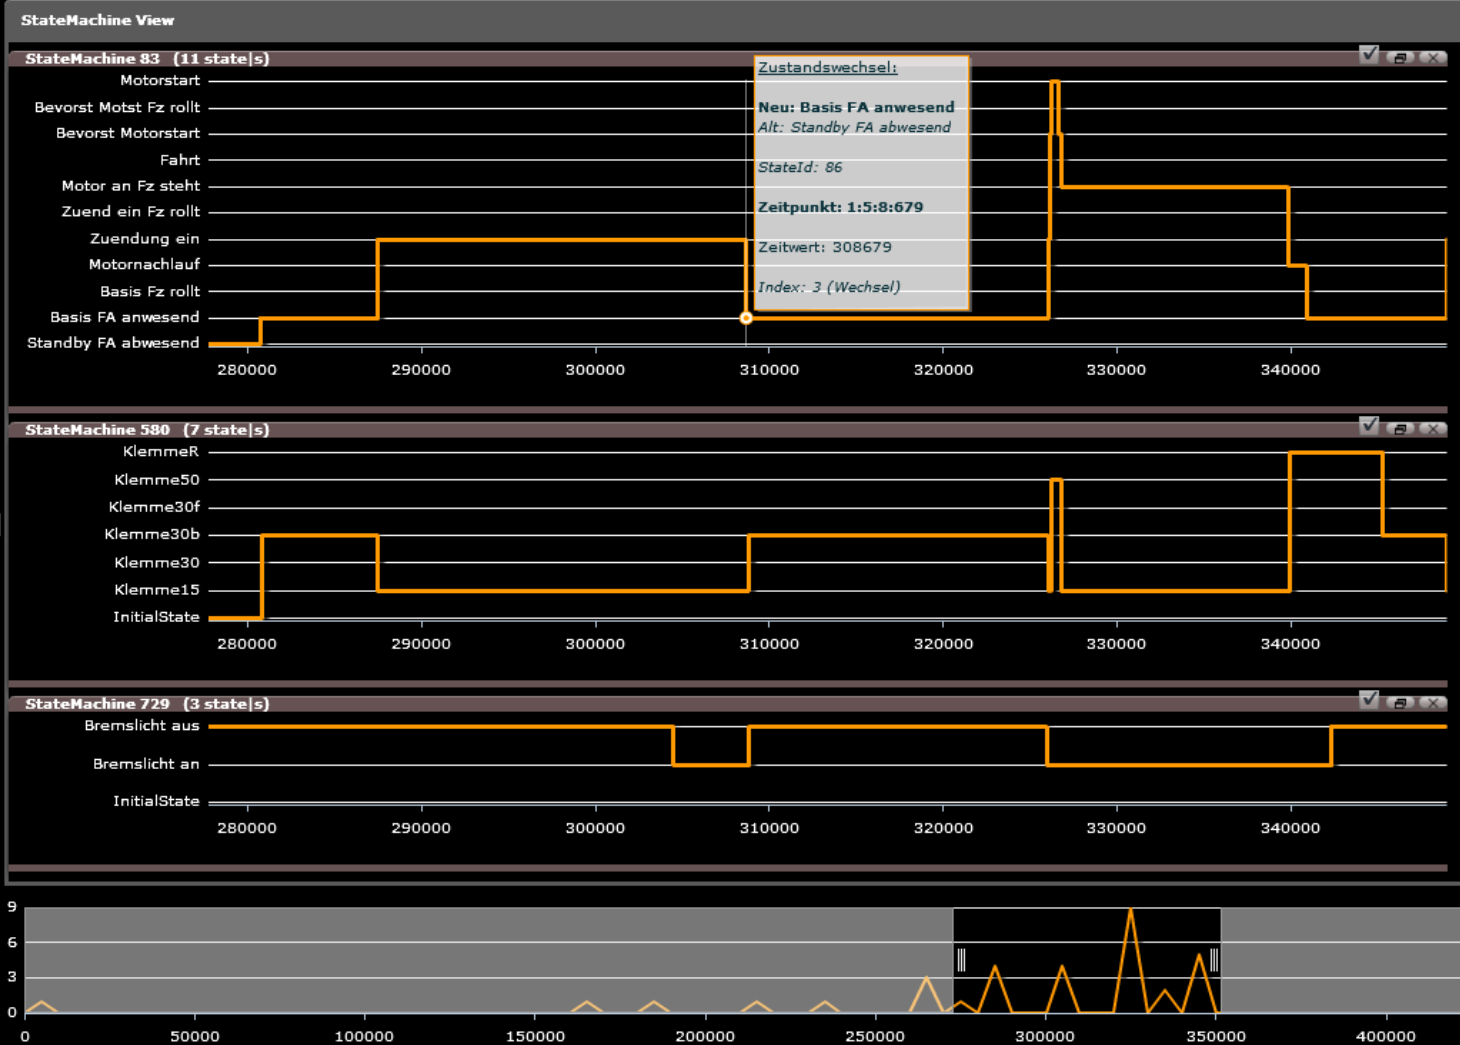 StateMachine View
StateMachine 83 (11 state|s)
Motorstart
Bevorst Motst Fz rollt
Bevorst Motorstart
Fahrt
Motor an Fz steht
Zuend ein Fz rollt
Zuendung ein
Motornachlauf
Basis Fz rollt
Basis FA anwesend
Standby FA abwesend
Zustandswechsel:
Neu: Basis FA anwesend
Alt: Standby FA abwesend
StateId: 86
Zeitpunkt: 1:5:8:679
Zeitwert: 308679
Index: 3 (Wechsel)
280000 290000 300000 310000 320000 330000 340000
StateMachine 580 (7 state|s)
KlemmeR
Klemme50
Klemme30f
Klemme30b
Klemme30
Klemme15
InitialState
280000 290000 300000 310000 320000 330000 340000
StateMachine 729 (3 state|s)
Bremslicht aus
Bremslicht an
InitialState
280000 290000 300000 310000 320000 330000 340000
9
6
3
0
0 50000 100000 150000 200000 250000 300000 350000 400000